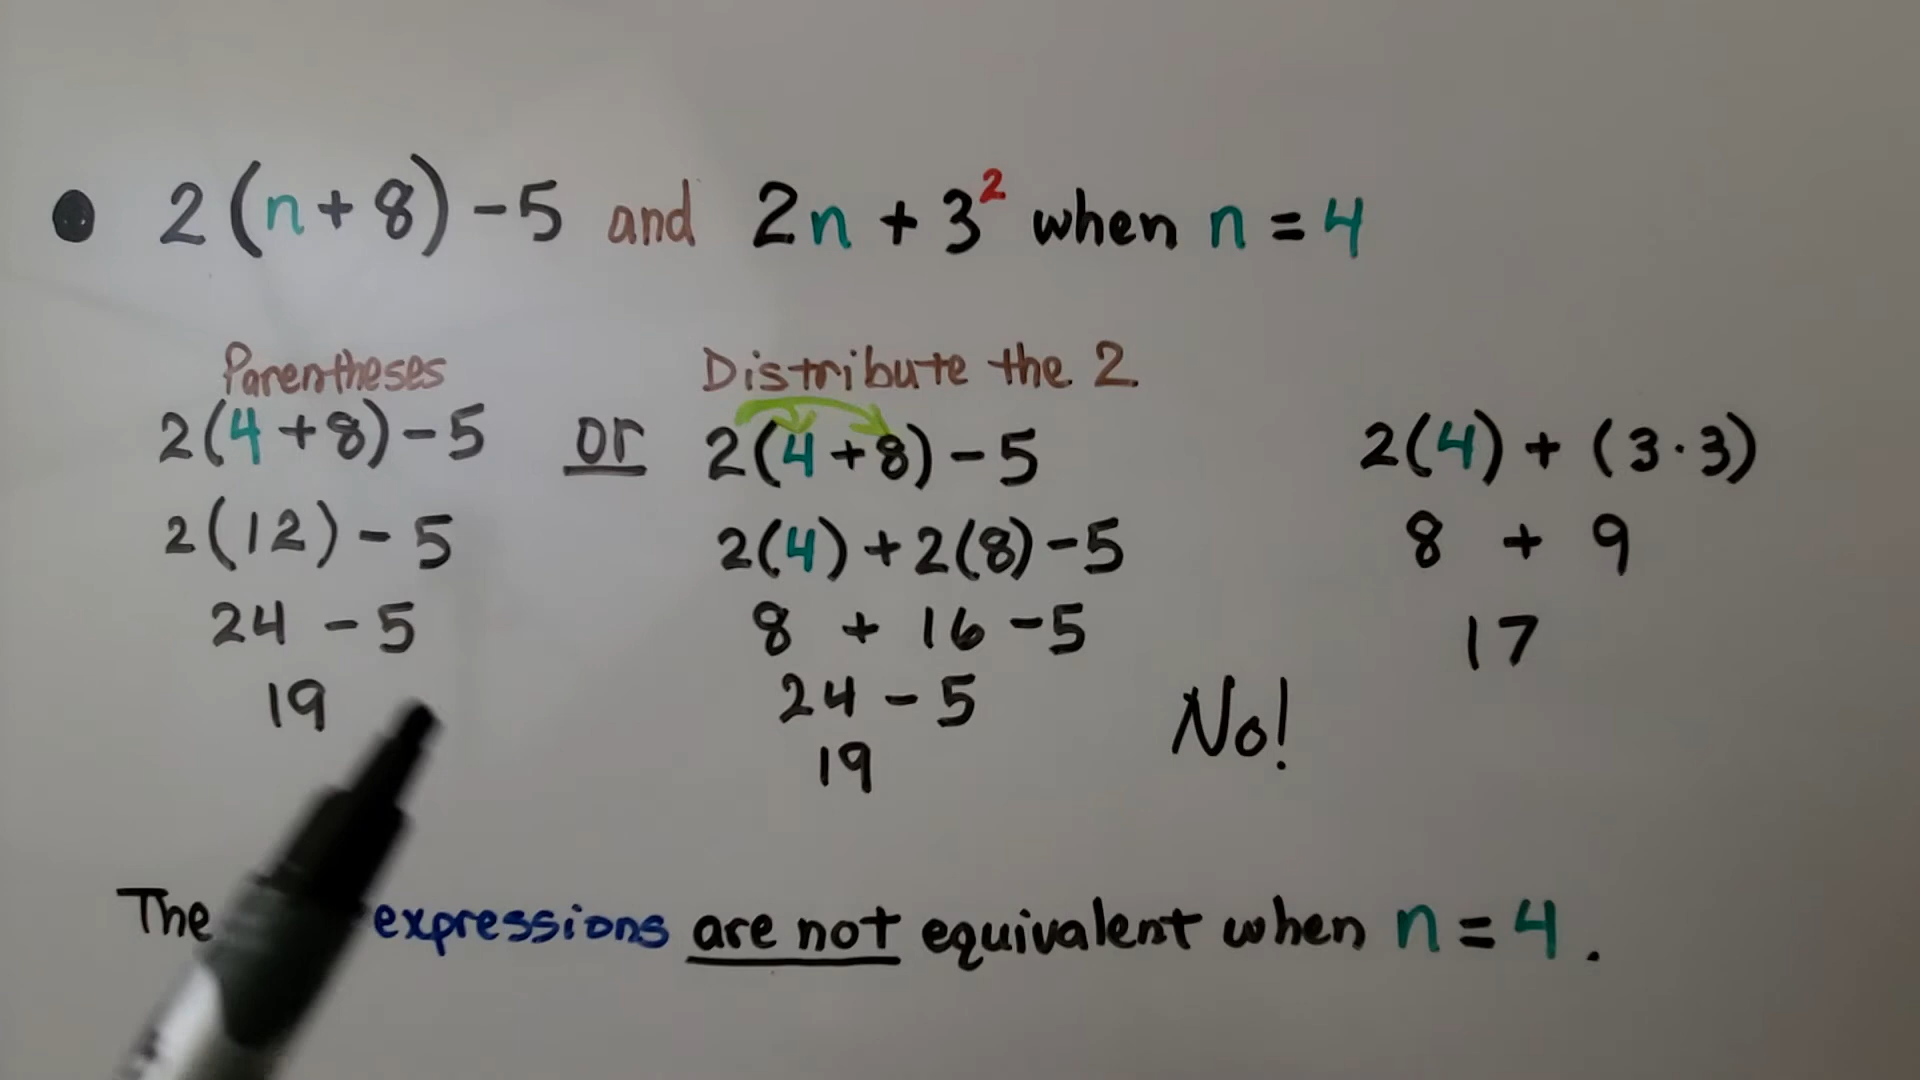 2(n+8)-5 and 2n+3² when n=4
Parentheses
2(4+8)-5
2(12)-5
24-5
19
or
Distribute the 2
2(4+8)-5
2(4)+2(8)-5
8+16-5
24-5
19
2(4)+(3·3)
8+9
17
No!
The expressions are not equivalent when n=4.